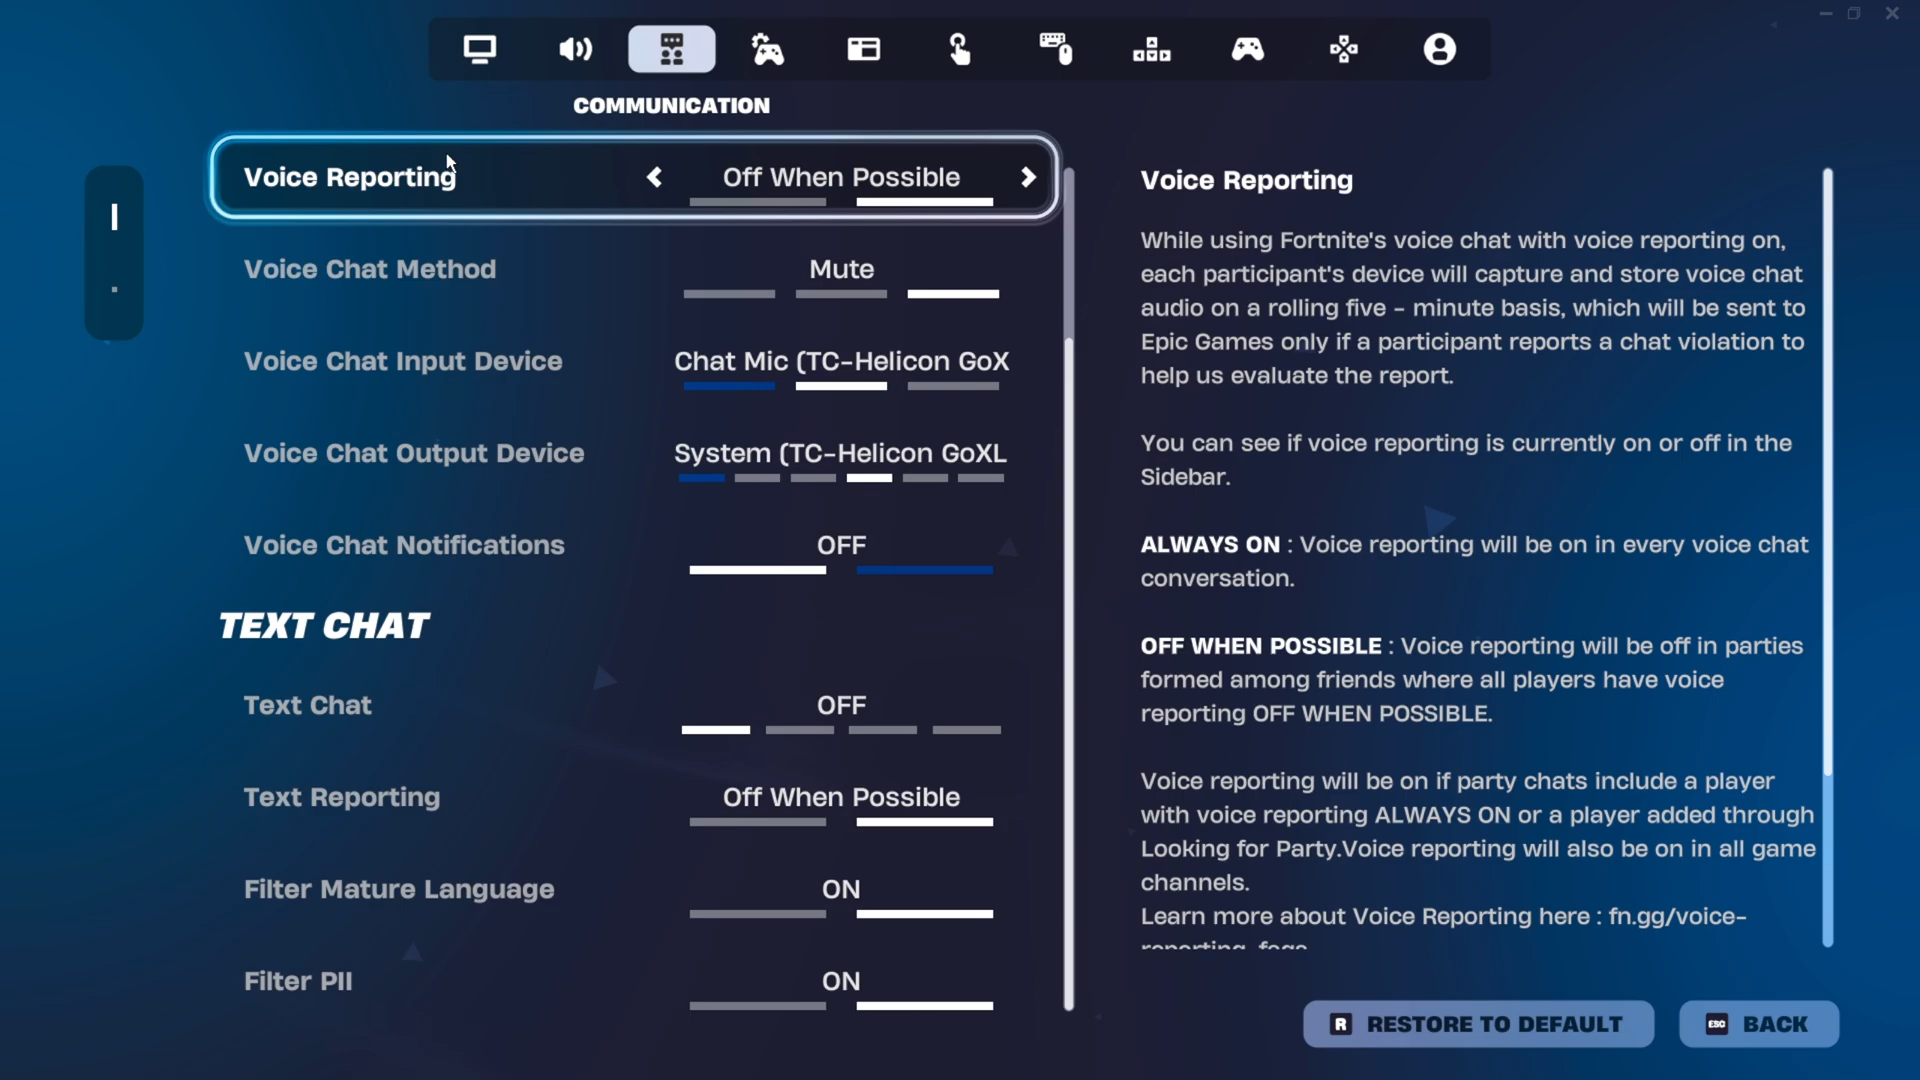 COMMUNICATION
Voice Reporting
Off When Possible
Voice Chat Method
Mute
Voice Chat Input Device
Chat Mic (TC-Helicon GoX
Voice Chat Output Device
System (TC-Helicon GoXL
Voice Chat Notifications
OFF
TEXT CHAT
Text Chat
OFF
Text Reporting
Off When Possible
Filter Mature Language
ON
Filter PII
ON
Voice Reporting
While using Fortnite's voice chat with voice reporting on,
each participant's device will capture and store voice chat
audio on a rolling five - minute basis, which will be sent to
Epic Games only if a participant reports a chat violation to
help us evaluate the report.
You can see if voice reporting is currently on or off in the
Sidebar.
ALWAYS ON : Voice reporting will be on in every voice chat
conversation.
OFF WHEN POSSIBLE : Voice reporting will be off in parties
formed among friends where all players have voice
reporting OFF WHEN POSSIBLE.
Voice reporting will be on if party chats include a player
with voice reporting ALWAYS ON or a player added through
Looking for Party.Voice reporting will also be on in all game
channels.
Learn more about Voice Reporting here : fn.gg/voice-
R RESTORE TO DEFAULT
ESC BACK